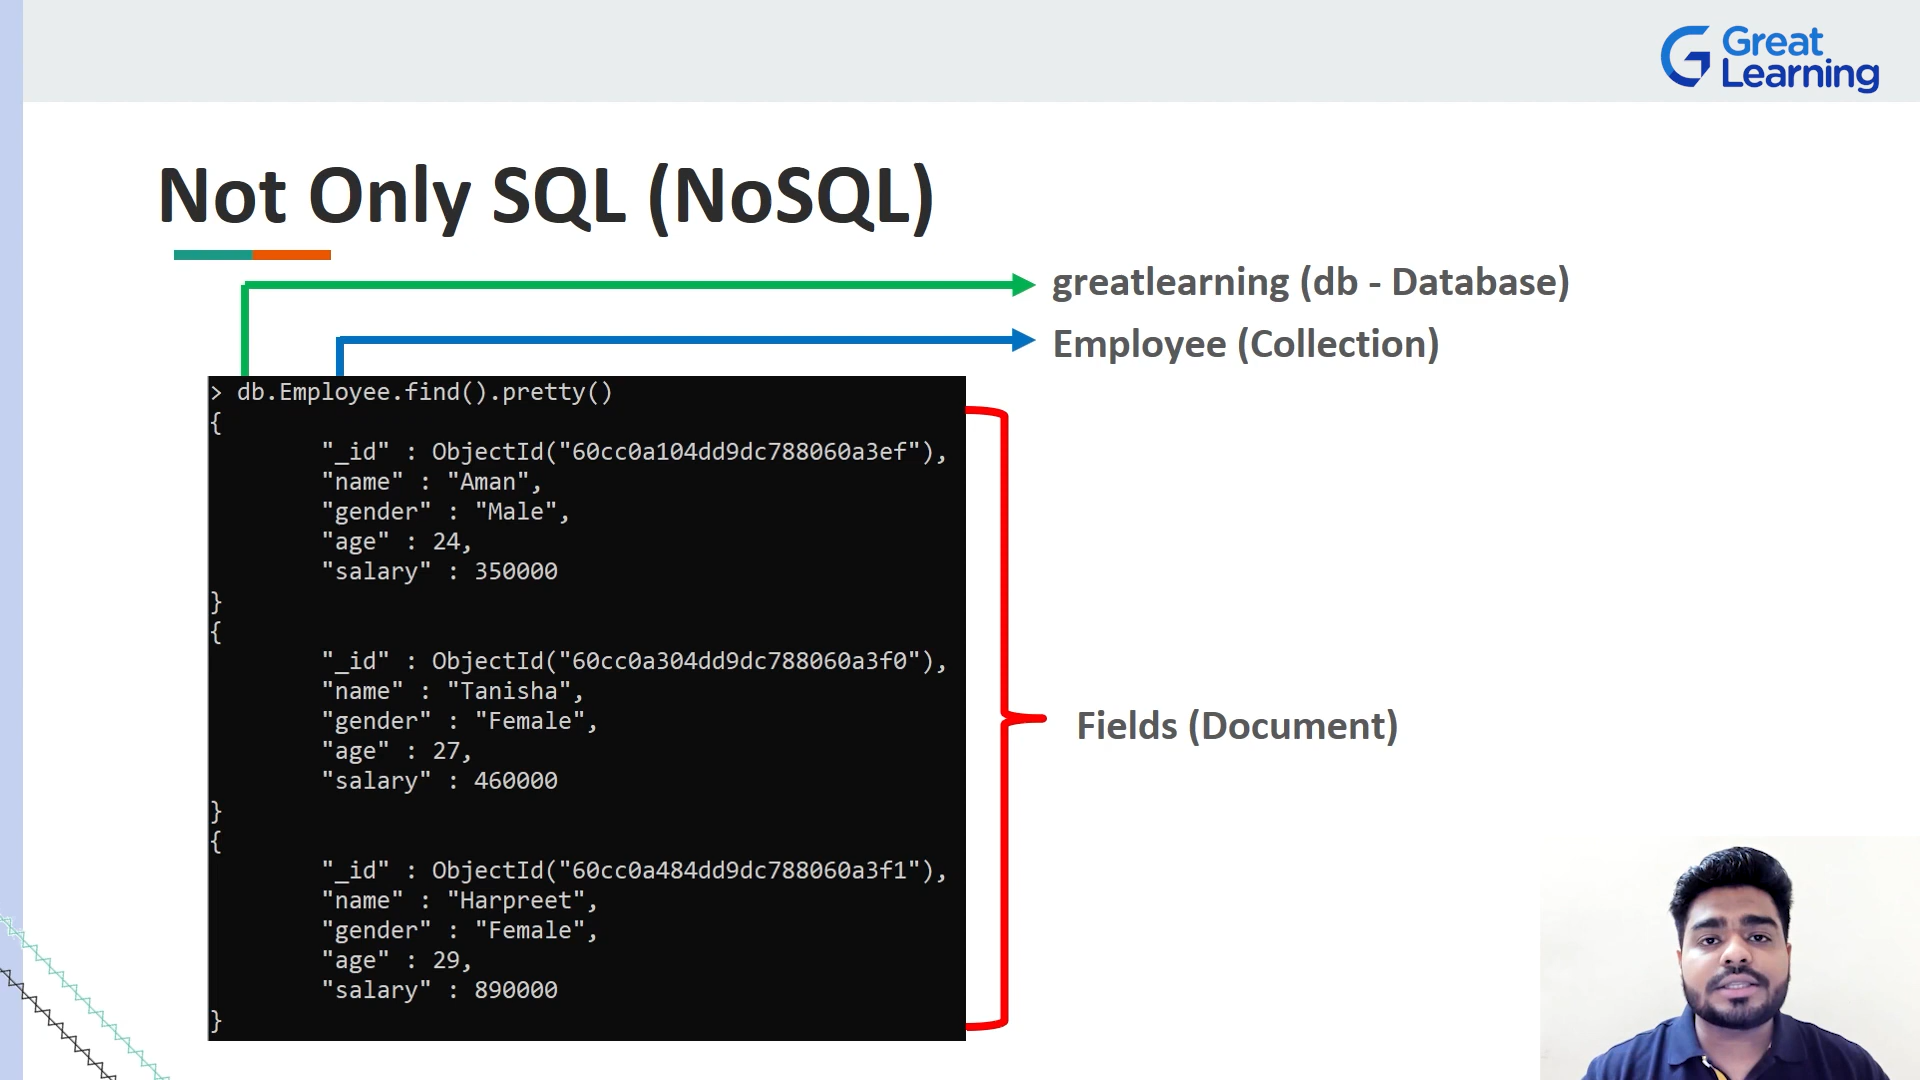 Great
Learning
Not Only SQL (NoSQL)
greatlearning (db - Database)
Employee (Collection)
> db.Employee.find().pretty()
{
"_id" : ObjectId("60cc0a104dd9dc788060a3ef"),
"name" : "Aman",
"gender" : "Male",
"age" : 24,
"salary" : 350000
}
{
"_id" : ObjectId("60cc0a304dd9dc788060a3f0"),
"name" : "Tanisha",
"gender" : "Female",
"age" : 27,
"salary" : 460000
}
{
"_id" : ObjectId("60cc0a484dd9dc788060a3f1"),
"name" : "Harpreet",
"gender" : "Female",
"age" : 29,
"salary" : 890000
}
Fields (Document)